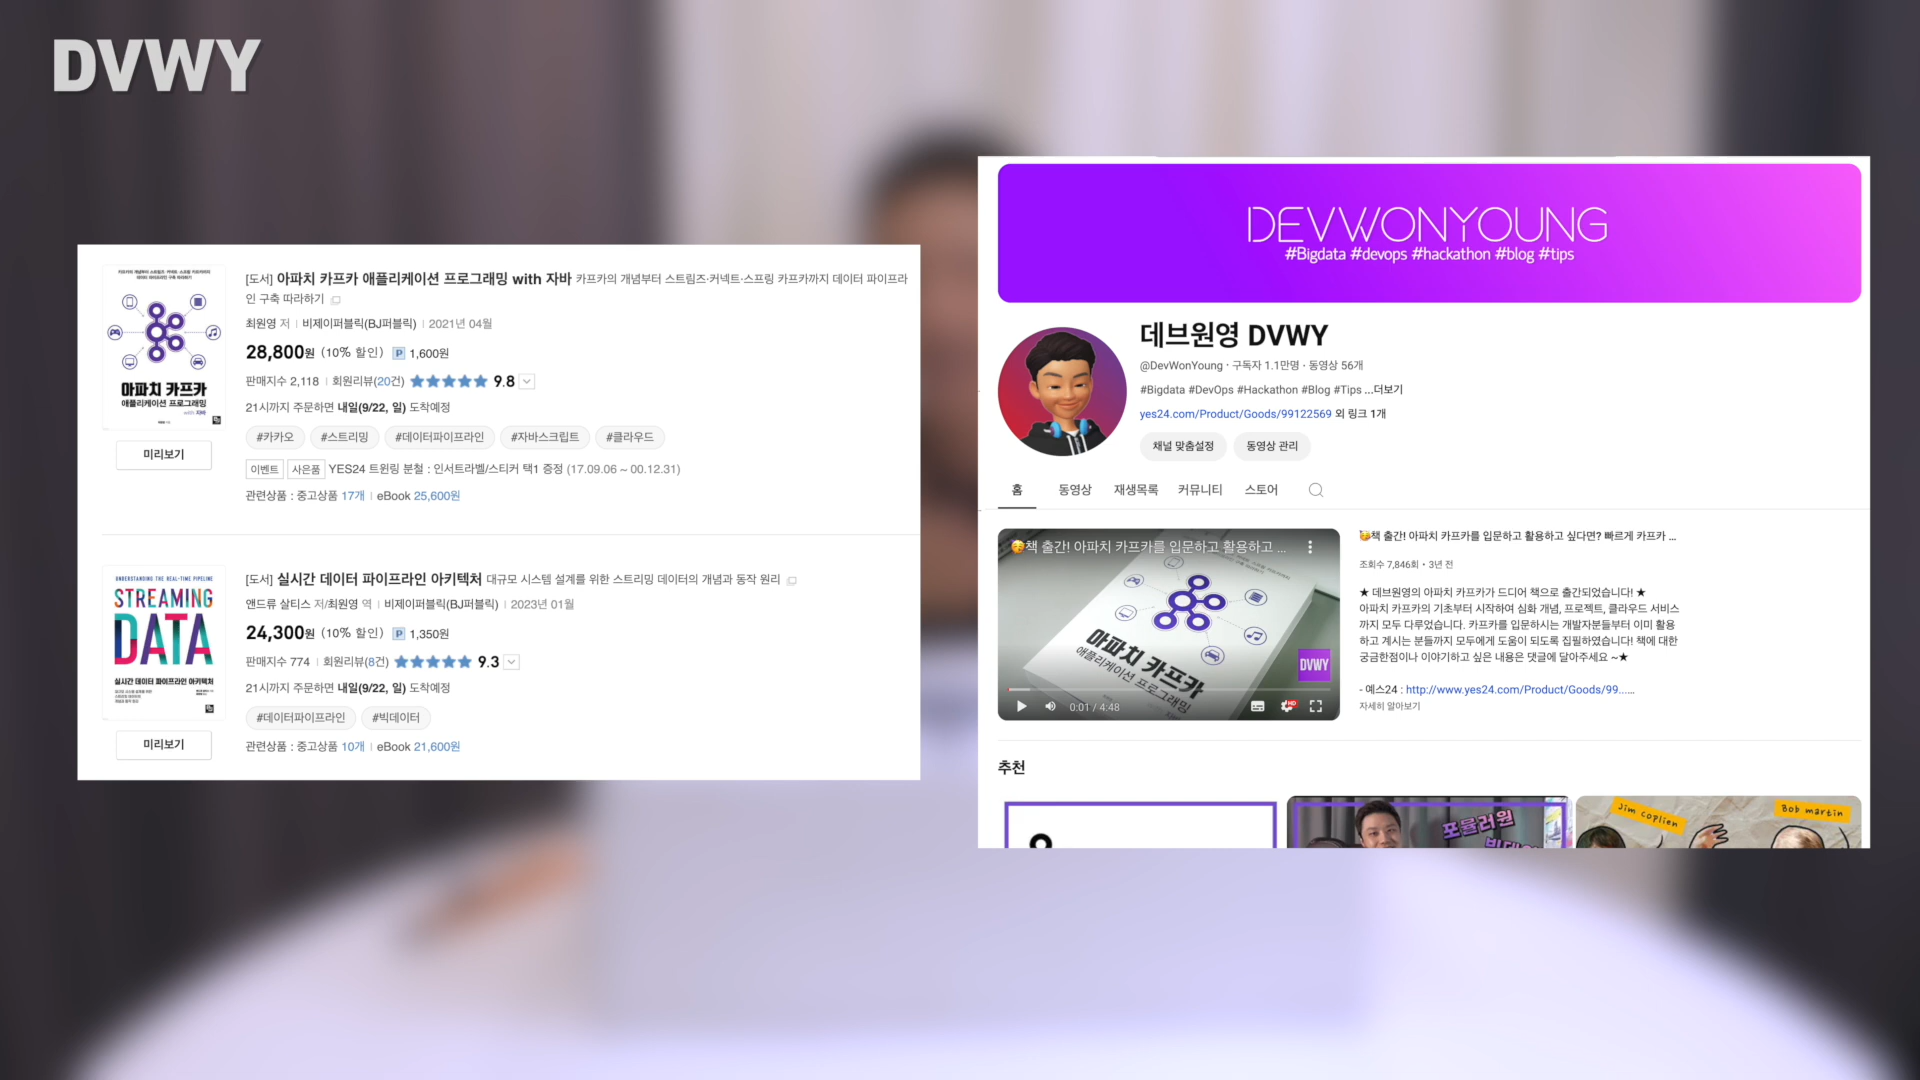 DVWY
[도서] 아파치 카프카 애플리케이션 프로그래밍 with 자바 카프카의 개념부터 스트림즈·커넥트·스프링 카프카까지 데이터 파이프라
인 구축 따라하기
최원영 저 | 비제이퍼블릭(BJ퍼블릭) | 2021년 04월
28,800원 (10% 할인) P 1,600원
판매지수 2,118 | 회원리뷰(20건) ★★★★★ 9.8
21시까지 주문하면 내일(9/22, 일) 도착예정
#카카오 #스트리밍 #데이터파이프라인 #자바스크립트 #클라우드
이벤트 사은품 YES24 트윈링 분철 : 인서트라벨/스티커 택1 증정 (17.09.06 ~ 00.12.31)
관련상품 : 중고상품 17개 | eBook 25,600원
아파치 카프카
애플리케이션 프로그래밍
with 자바
미리보기
[도서] 실시간 데이터 파이프라인 아키텍처 대규모 시스템 설계를 위한 스트리밍 데이터의 개념과 동작 원리
앤드류 살티스 저/최원영 역 | 비제이퍼블릭(BJ퍼블릭) | 2023년 01월
24,300원 (10% 할인) P 1,350원
판매지수 774 | 회원리뷰(8건) ★★★★★ 9.3
21시까지 주문하면 내일(9/22, 일) 도착예정
#데이터파이프라인 #빅데이터
관련상품 : 중고상품 10개 | eBook 21,600원
UNDERSTANDING THE REAL-TIME PIPELINE
STREAMING
DATA
실시간 데이터 파이프라인 아키텍처
미리보기
DEVWONYOUNG
#Bigdata #devops #hackathon #blog #tips
데브원영 DVWY
@DevWonYoung · 구독자 1.1만명 · 동영상 56개
#Bigdata #DevOps #Hackathon #Blog #Tips ...더보기
yes24.com/Product/Goods/99122569 외 링크 1개
채널 맞춤설정 동영상 관리
홈 동영상 재생목록 커뮤니티 스토어
🥳책 출간! 아파치 카프카를 입문하고 활용하고 ...
아파치 카프카
애플리케이션 프로그래밍
DVWY
0:01 / 4:48
HD
🥳책 출간! 아파치 카프카를 입문하고 활용하고 싶다면? 빠르게 카프카 ...
조회수 7,846회 • 3년 전
★ 데브원영의 아파치 카프카가 드디어 책으로 출간되었습니다! ★
아파치 카프카의 기초부터 시작하여 심화 개념, 프로젝트, 클라우드 서비스
까지 모두 다루었습니다. 카프카를 입문하시는 개발자분들부터 이미 활용
하고 계시는 분들까지 모두에게 도움이 되도록 집필하였습니다! 책에 대한
궁금한점이나 이야기하고 싶은 내용은 댓글에 달아주세요 ~★
- 예스24 : http://www.yes24.com/Product/Goods/99......
자세히 알아보기
추천
포뮬러원
Jim Coplien
Bob martin